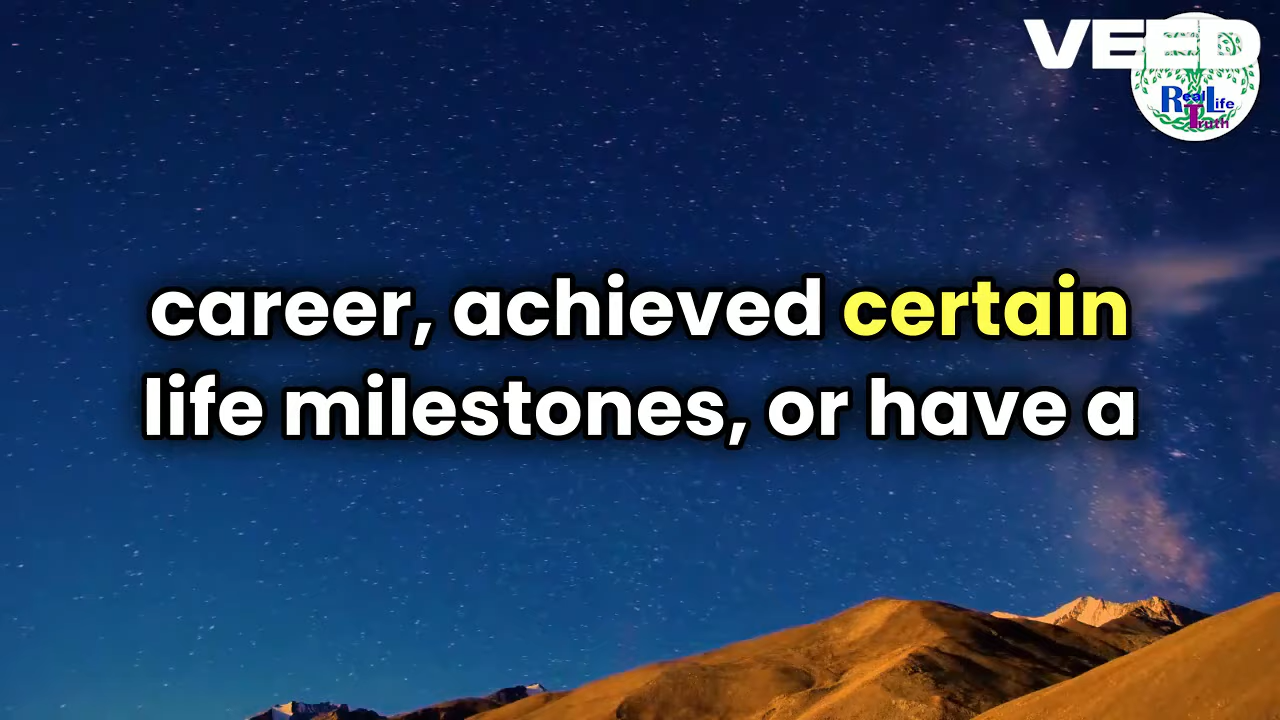 VEED
Real Life
Truth
career, achieved certain
life milestones, or have a